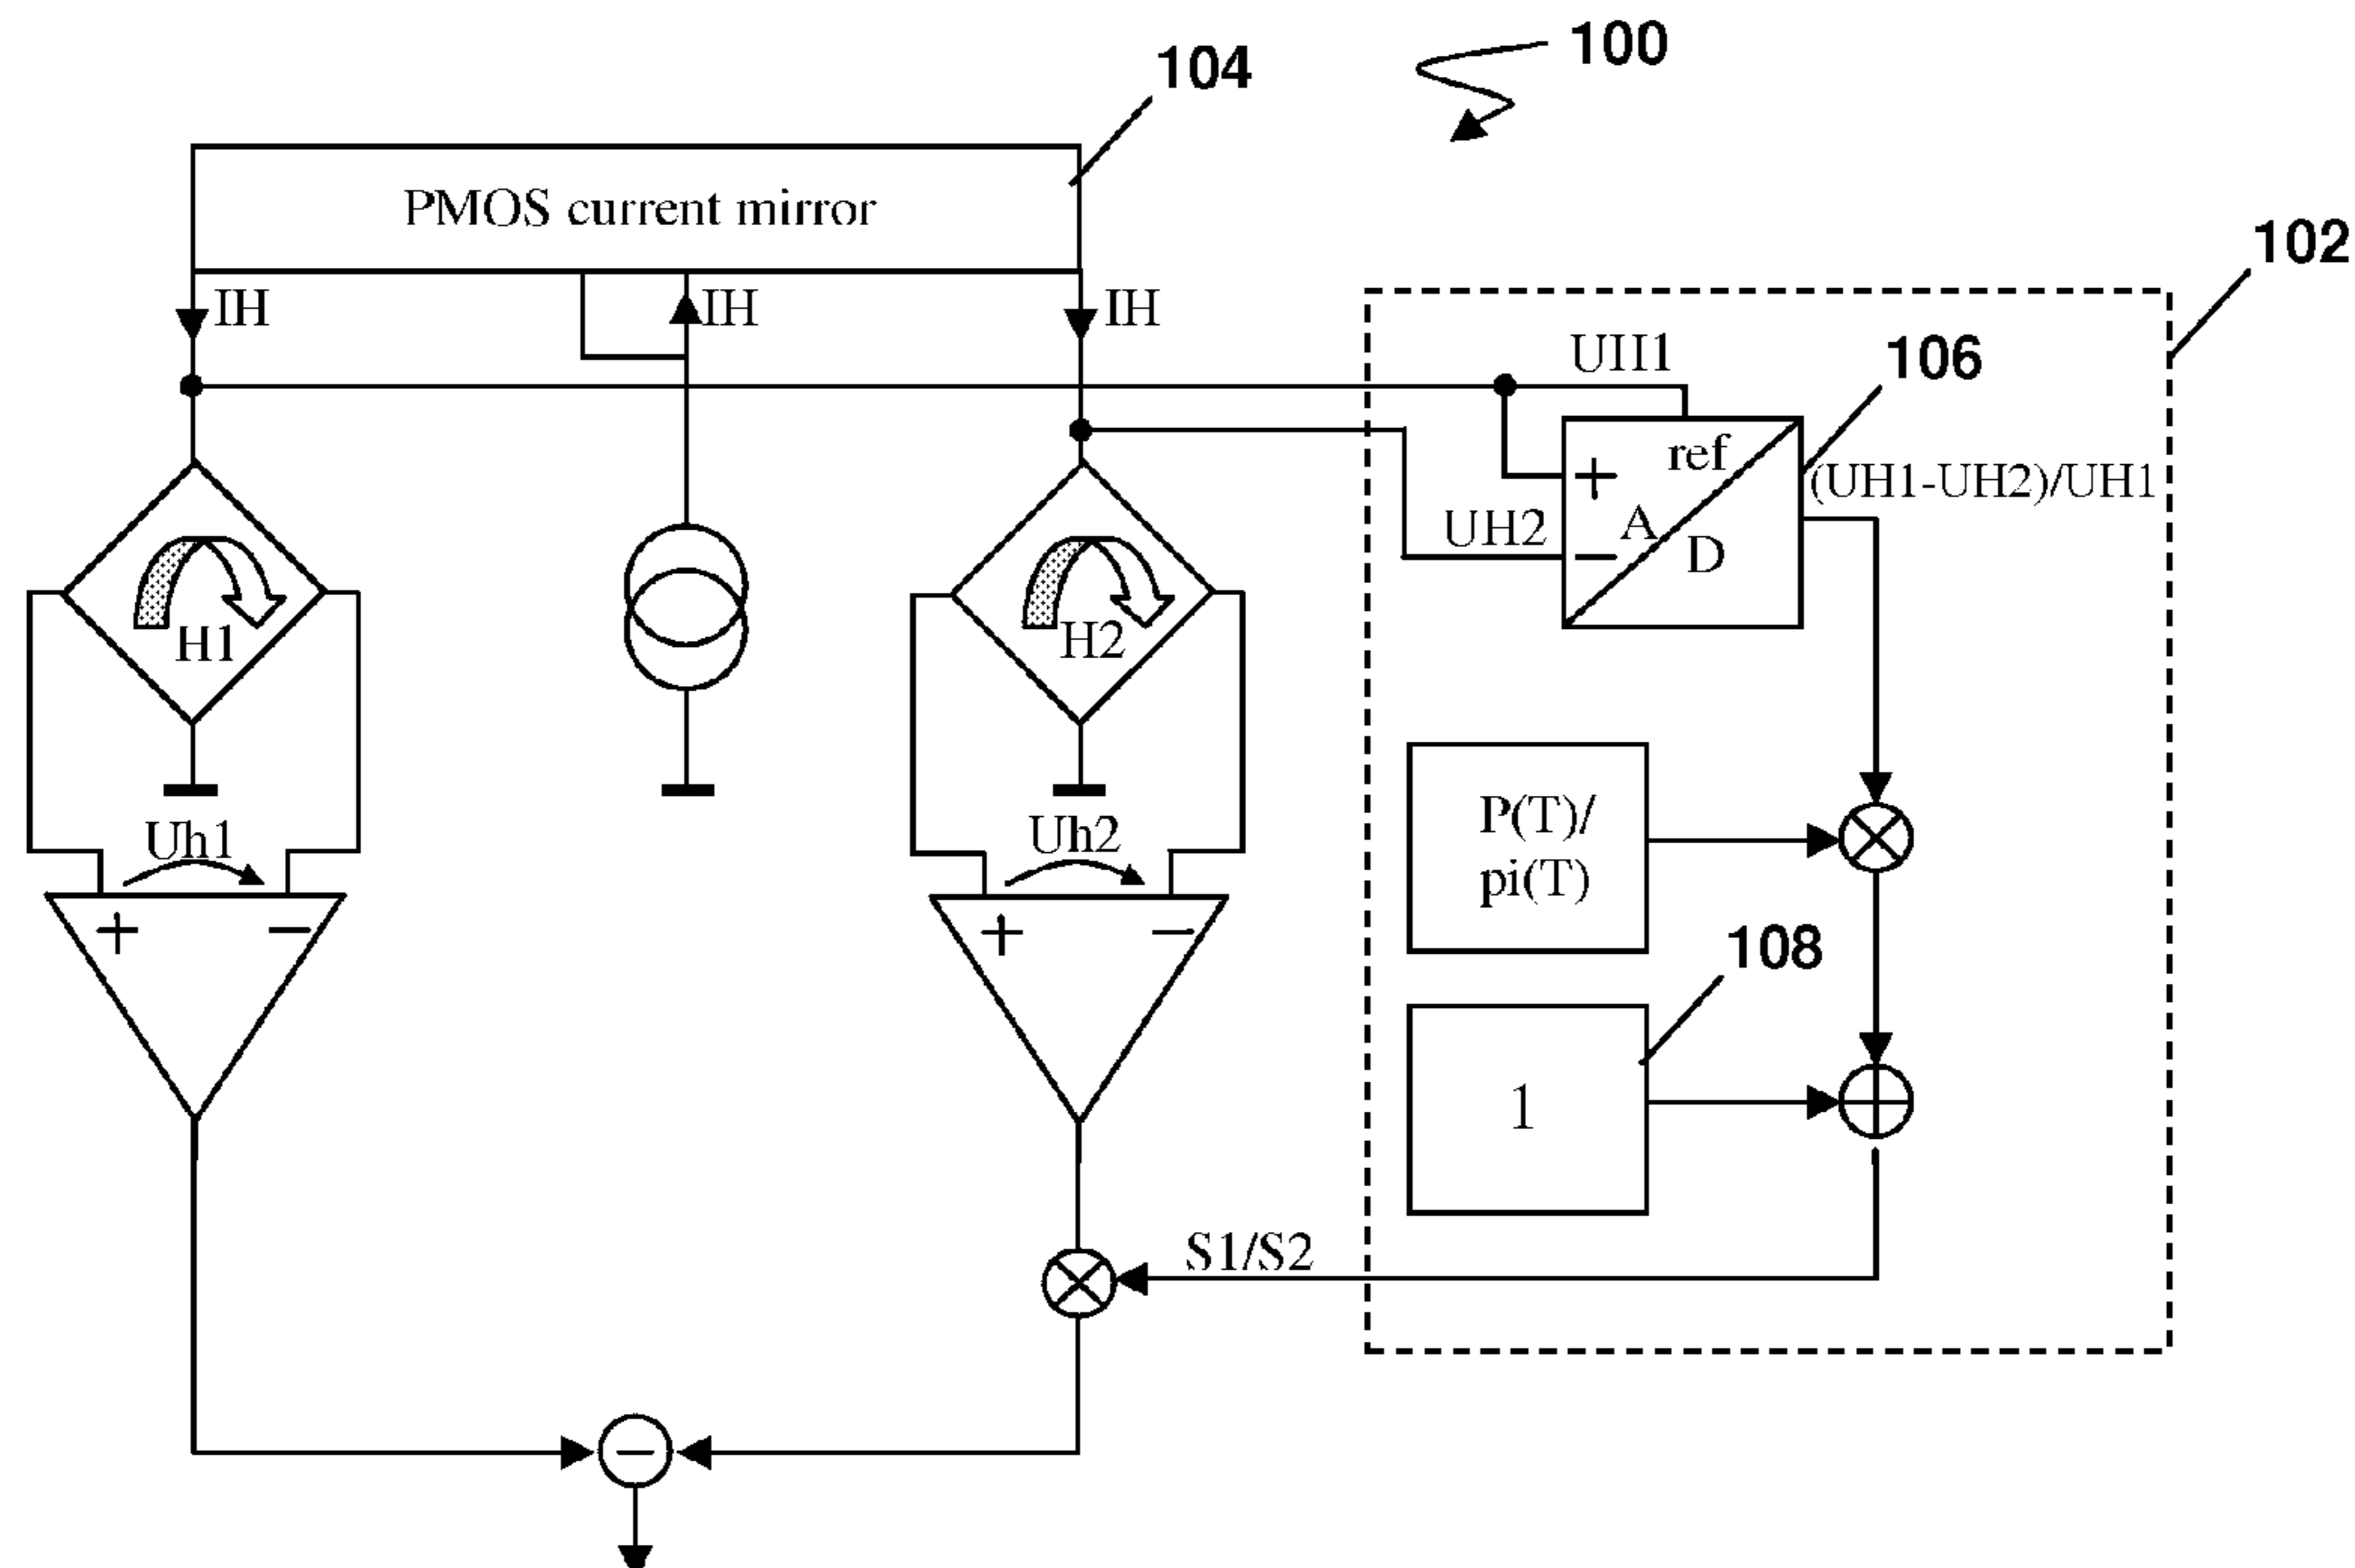 100
104
PMOS current mirror
102
IH
IH
IH
UII1
106
ref
(UH1-UH2)/UH1
+
A
UH2
−
D
H1
H2
P(T)/
pi(T)
Uh1
Uh2
+ −
+ −
108
1
S1/S2
−